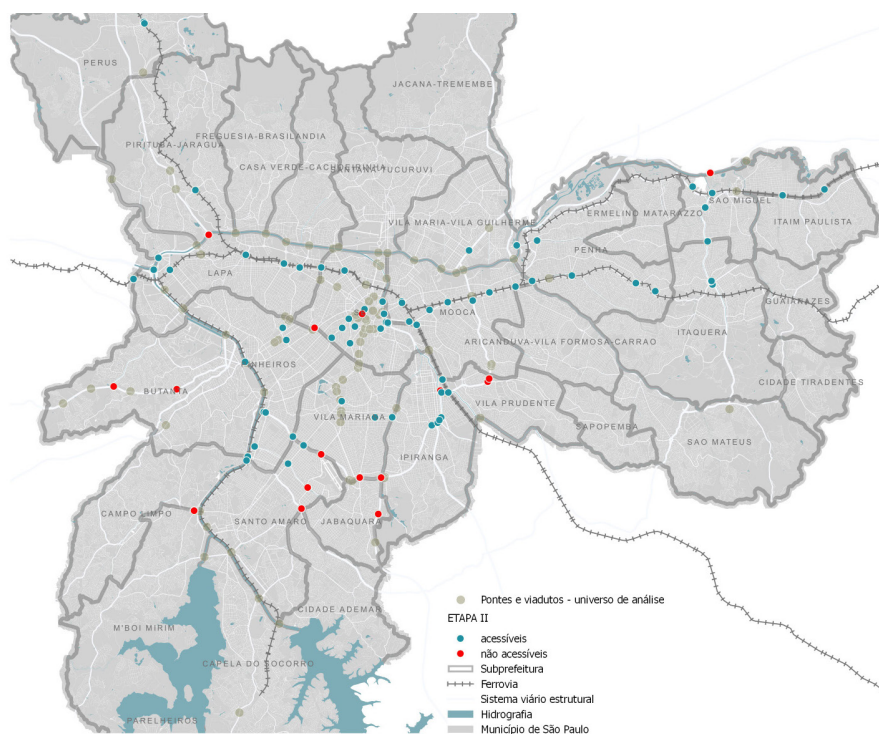 PERUS
JACANA-TREMEMBE
PIRITUBA-JARAGUA
FREGUESIA-BRASILANDIA
CASA VERDE-CACHOEIRINHA
SANTANA-TUCURUVI
VILA MARIA-VILA GUILHERME
ERMELINO MATARAZZO
SAO MIGUEL
ITAIM PAULISTA
PENHA
LAPA
MOOCA
GUAIANAZES
ITAQUERA
ARICANDUVA-VILA FORMOSA-CARRAO
PINHEIROS
CIDADE TIRADENTES
BUTANTA
VILA PRUDENTE
VILA MARIANA
SAPOPEMBA
SAO MATEUS
IPIRANGA
CAMPO LIMPO
SANTO AMARO
JABAQUARA
CIDADE ADEMAR
M'BOI MIRIM
CAPELA DO SOCORRO
PARELHEIROS
Pontes e viadutos - universo de análise
ETAPA II
acessíveis
não acessíveis
Subprefeitura
Ferrovia
Sistema viário estrutural
Hidrografia
Município de São Paulo